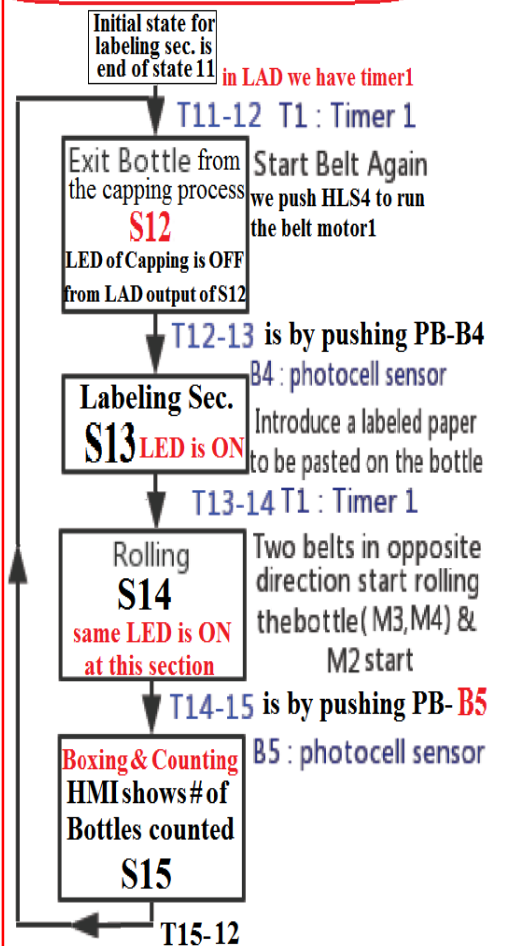 Initial state for
labeling sec. is
end of state 11
in LAD we have timer1
T11-12 T1 : Timer 1
Exit Bottle from
the capping process
S12
LED of Capping is OFF
from LAD output of S12
Start Belt Again
we push HLS4 to run
the belt motor1
T12-13 is by pushing PB-B4
B4 : photocell sensor
Labeling Sec.
S13 LED is ON
Introduce a labeled paper
to be pasted on the bottle
T13-14 T1 : Timer 1
Rolling
S14
same LED is ON
at this section
Two belts in opposite
direction start rolling
thebottle(M3,M4) &
M2 start
T14-15 is by pushing PB- B5
Boxing & Counting
HMI shows # of
Bottles counted
S15
B5 : photocell sensor
T15-12